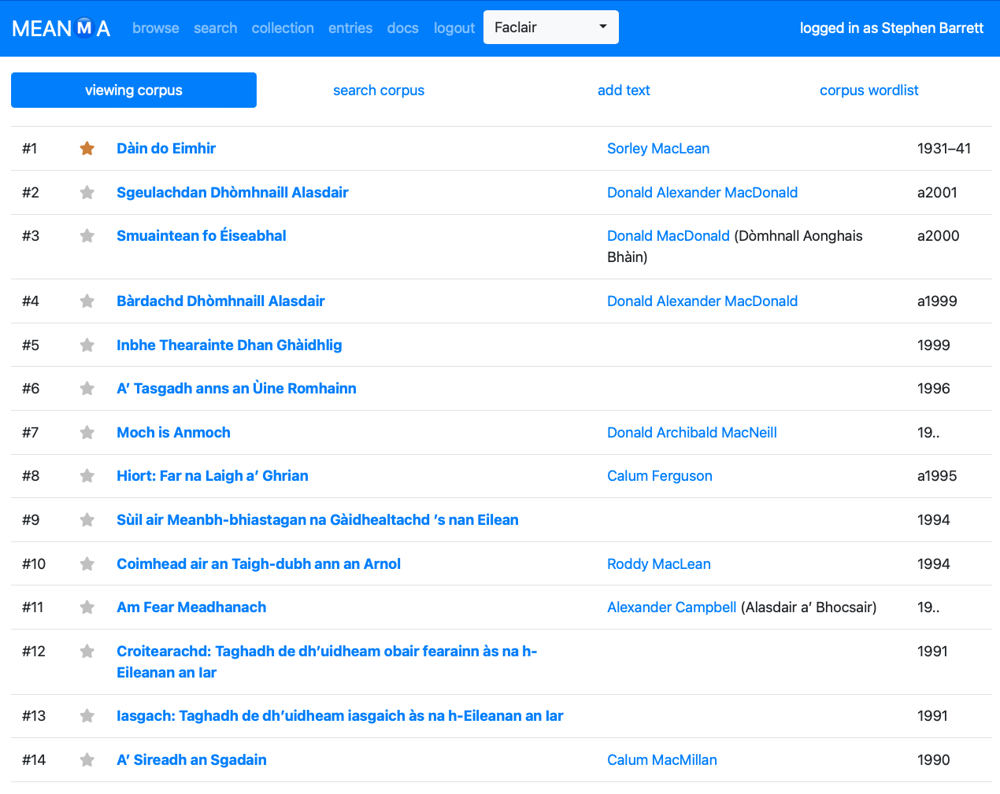 MEANMA browse search collection entries docs logout Faclair logged in as Stephen Barrett
viewing corpus search corpus add text corpus wordlist
#1 Dàin do Eimhir Sorley MacLean 1931–41
#2 Sgeulachdan Dhòmhnaill Alasdair Donald Alexander MacDonald a2001
#3 Smuaintean fo Éiseabhal Donald MacDonald (Dòmhnall Aonghais a2000
Bhàin)
#4 Bàrdachd Dhòmhnaill Alasdair Donald Alexander MacDonald a1999
#5 Inbhe Thearainte Dhan Ghàidhlig 1999
#6 A’ Tasgadh anns an Ùine Romhainn 1996
#7 Moch is Anmoch Donald Archibald MacNeill 19..
#8 Hiort: Far na Laigh a’ Ghrian Calum Ferguson a1995
#9 Sùil air Meanbh-bhiastagan na Gàidhealtachd ’s nan Eilean 1994
#10 Coimhead air an Taigh-dubh ann an Arnol Roddy MacLean 1994
#11 Am Fear Meadhanach Alexander Campbell (Alasdair a’ Bhocsair) 19..
#12 Croitearachd: Taghadh de dh’uidheam obair fearainn às na h- 1991
Eileanan an Iar
#13 Iasgach: Taghadh de dh’uidheam iasgaich às na h-Eileanan an Iar 1991
#14 A’ Sireadh an Sgadain Calum MacMillan 1990